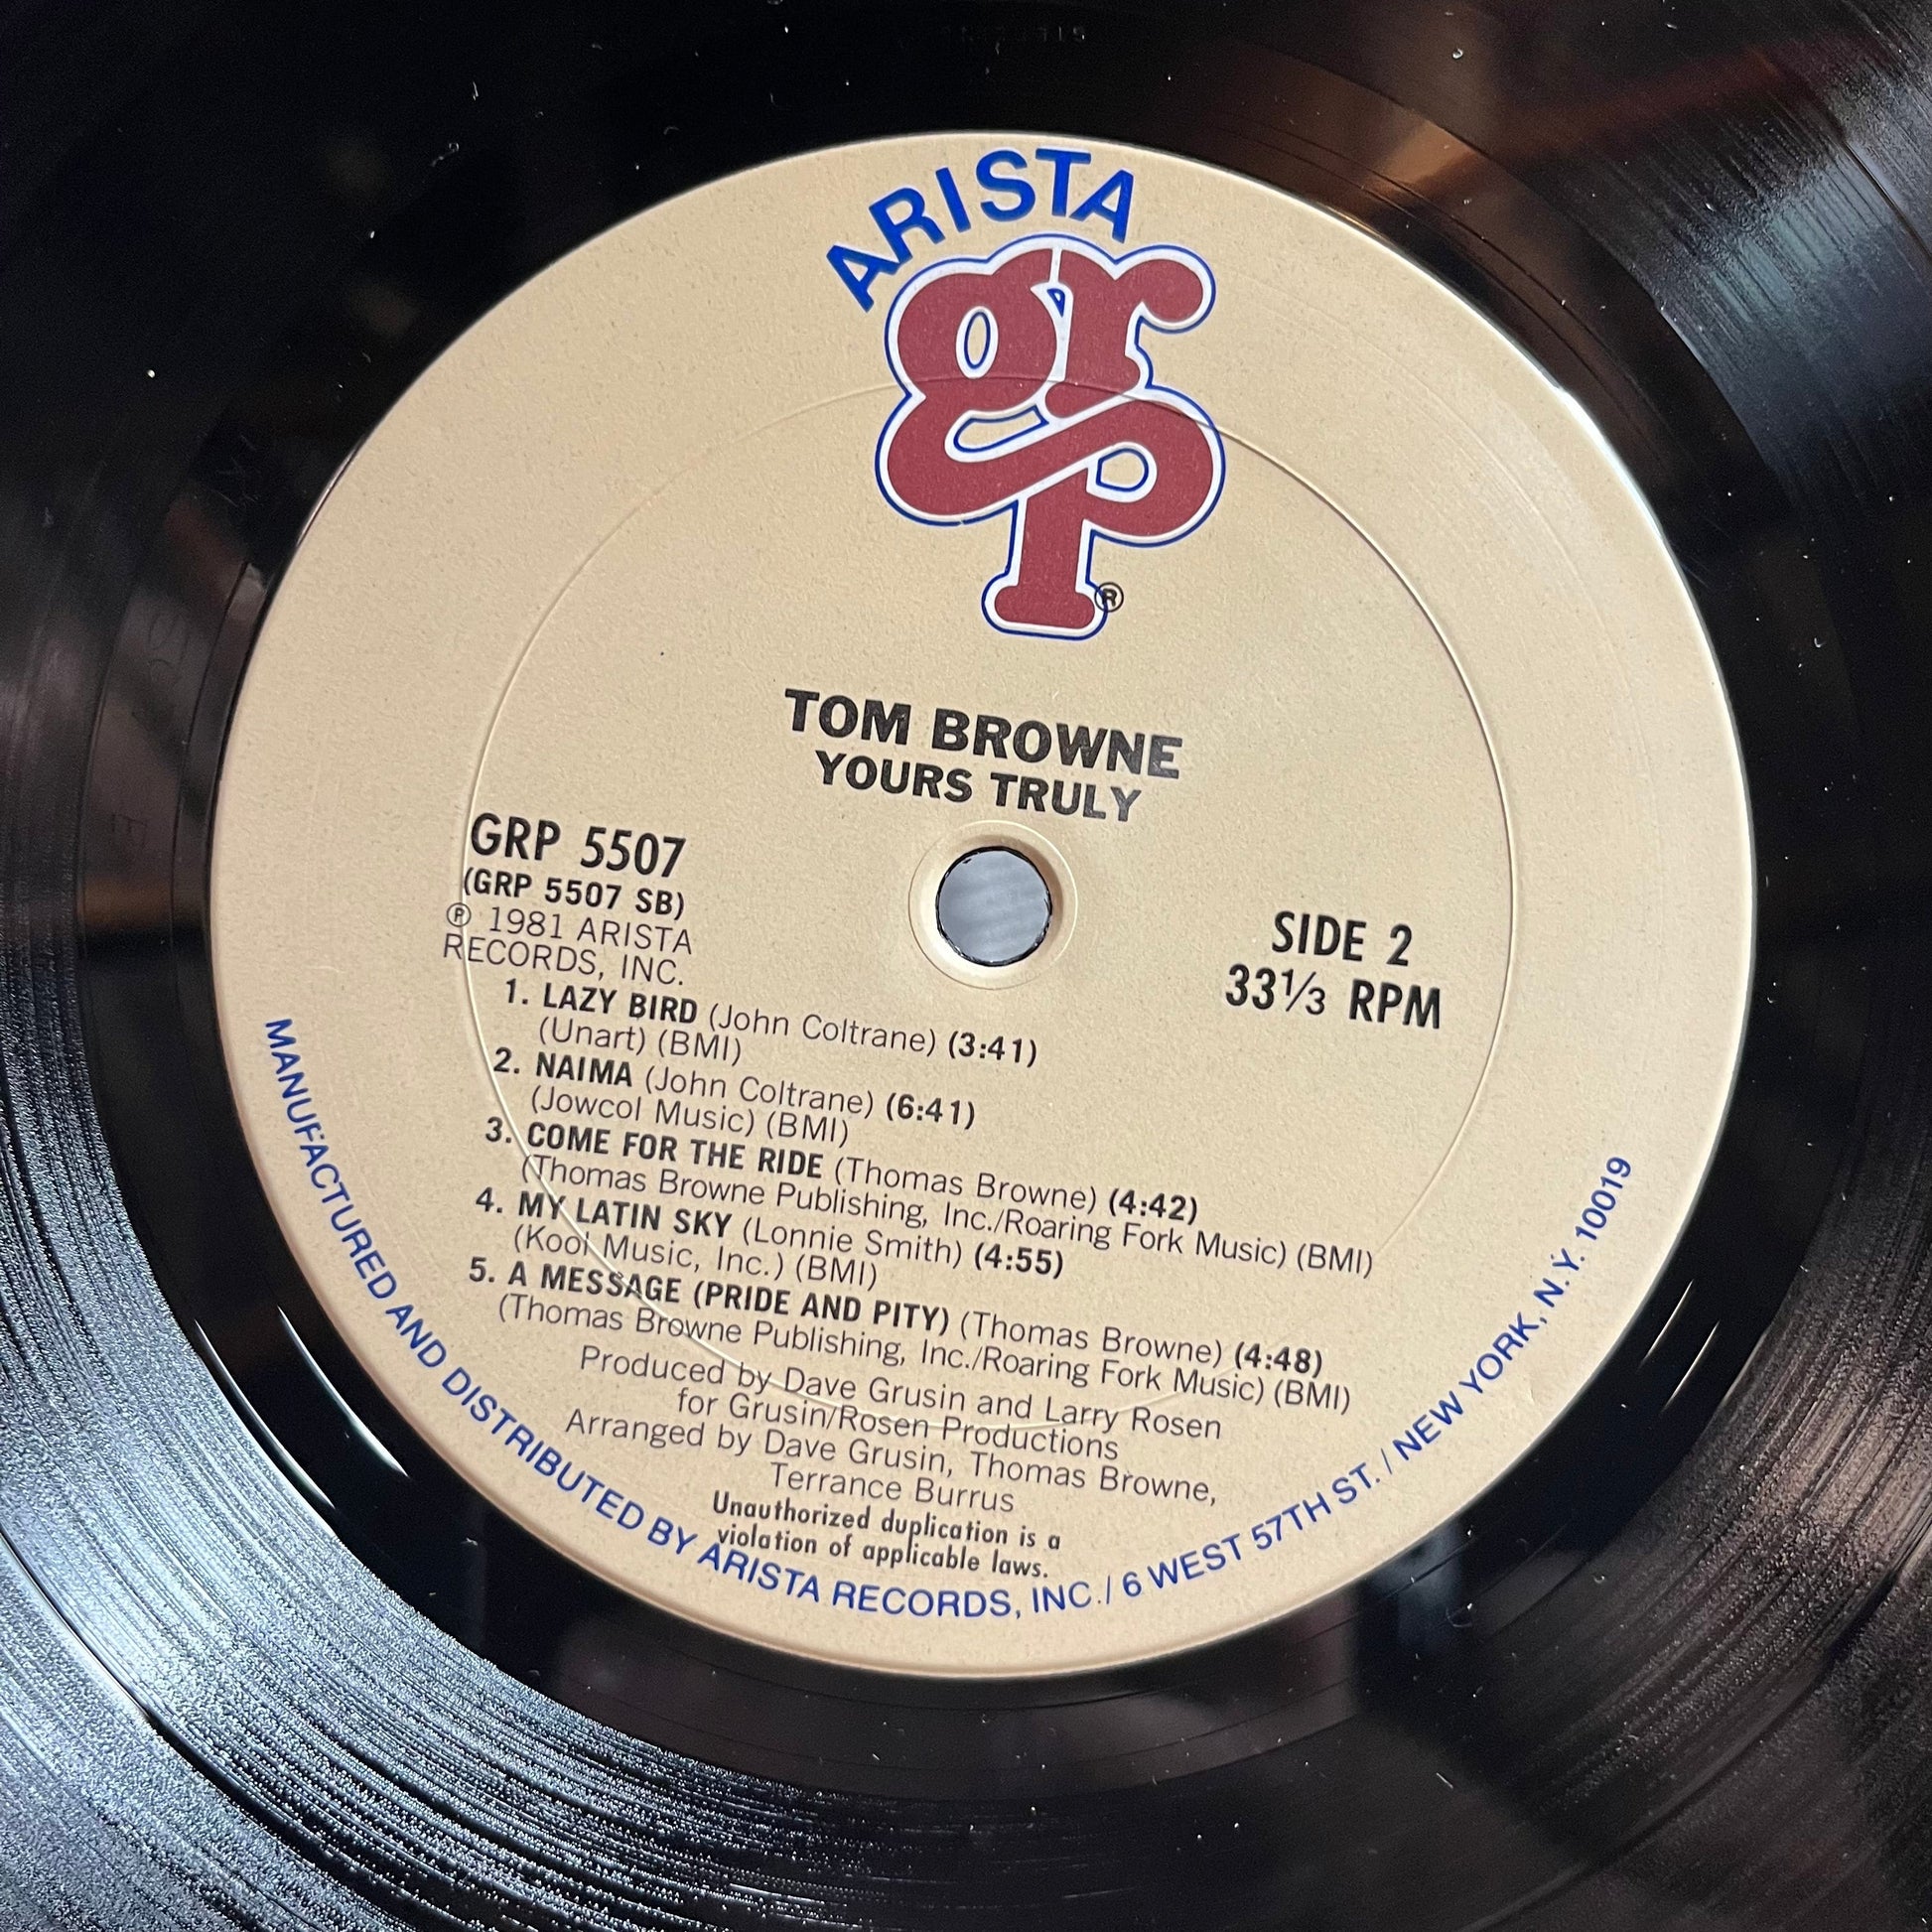 ARISTA
grp®
TOM BROWNE
YOURS TRULY
GRP 5507
(GRP 5507 SB)
℗ 1981 ARISTA
RECORDS, INC.
SIDE 2
33⅓ RPM
1. LAZY BIRD (John Coltrane) (3:41)
(Unart) (BMI)
2. NAIMA (John Coltrane) (6:41)
(Jowcol Music) (BMI)
3. COME FOR THE RIDE (Thomas Browne) (4:42)
(Thomas Browne Publishing, Inc./Roaring Fork Music) (BMI)
4. MY LATIN SKY (Lonnie Smith) (4:55)
(Kool Music, Inc.) (BMI)
5. A MESSAGE (PRIDE AND PITY) (Thomas Browne) (4:48)
(Thomas Browne Publishing, Inc./Roaring Fork Music) (BMI)
Produced by Dave Grusin and Larry Rosen
for Grusin/Rosen Productions
Arranged by Dave Grusin, Thomas Browne,
Terrance Burrus
Unauthorized duplication is a
violation of applicable laws.
MANUFACTURED AND DISTRIBUTED BY ARISTA RECORDS, INC./ 6 WEST 57TH ST. / NEW YORK, N.Y. 10019